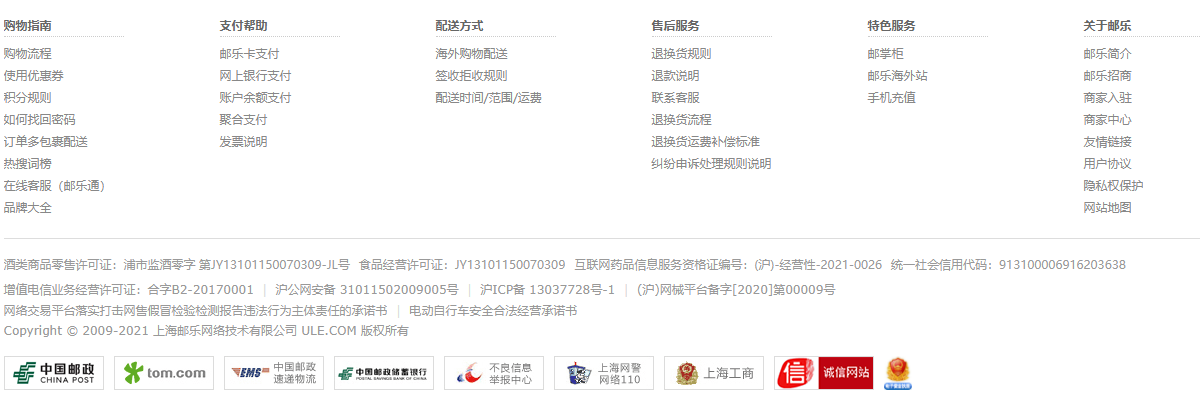 购物指南
购物流程
使用优惠券
积分规则
如何找回密码
订单多包裹配送
热搜词榜
在线客服（邮乐通）
品牌大全
支付帮助
邮乐卡支付
网上银行支付
账户余额支付
聚合支付
发票说明
配送方式
海外购物配送
签收拒收规则
配送时间/范围/运费
售后服务
退换货规则
退款说明
联系客服
退换货流程
退换货运费补偿标准
纠纷申诉处理规则说明
特色服务
邮掌柜
邮乐海外站
手机充值
关于邮乐
邮乐简介
邮乐招商
商家入驻
商家中心
友情链接
用户协议
隐私权保护
网站地图
酒类商品零售许可证：浦市监酒零字 第JY13101150070309-JL号 食品经营许可证：JY13101150070309 互联网药品信息服务资格证编号：(沪)-经营性-2021-0026 统一社会信用代码：913100006916203638
增值电信业务经营许可证：合字B2-20170001 | 沪公网安备 31011502009005号 | 沪ICP备 13037728号-1 | (沪)网械平台备字[2020]第00009号
网络交易平台落实打击网售假冒检验检测报告违法行为主体责任的承诺书 | 电动自行车安全合法经营承诺书
Copyright © 2009-2021 上海邮乐网络技术有限公司 ULE.COM 版权所有
中国邮政
CHINA POST
tom.com
EMS
中国邮政
速递物流
中国邮政储蓄银行
POSTAL SAVINGS BANK OF CHINA
不良信息
举报中心
上海网警
网络110
上海工商
信 诚信网站